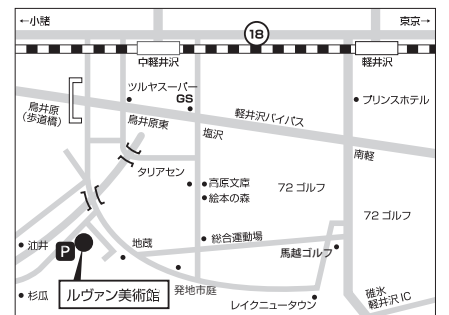 ←小諸
東京→
18
中軽井沢
軽井沢
ツルヤスーパー
GS
プリンスホテル
鳥井原
(歩道橋)
鳥井原東
軽井沢バイパス
塩沢
南軽
タリアセン
高原文庫
絵本の森
72 ゴルフ
72 ゴルフ
総合運動場
馬越ゴルフ
地蔵
発地市庭
P
杉瓜
ルヴァン美術館
レイクニュータウン
碓氷
軽井沢 IC